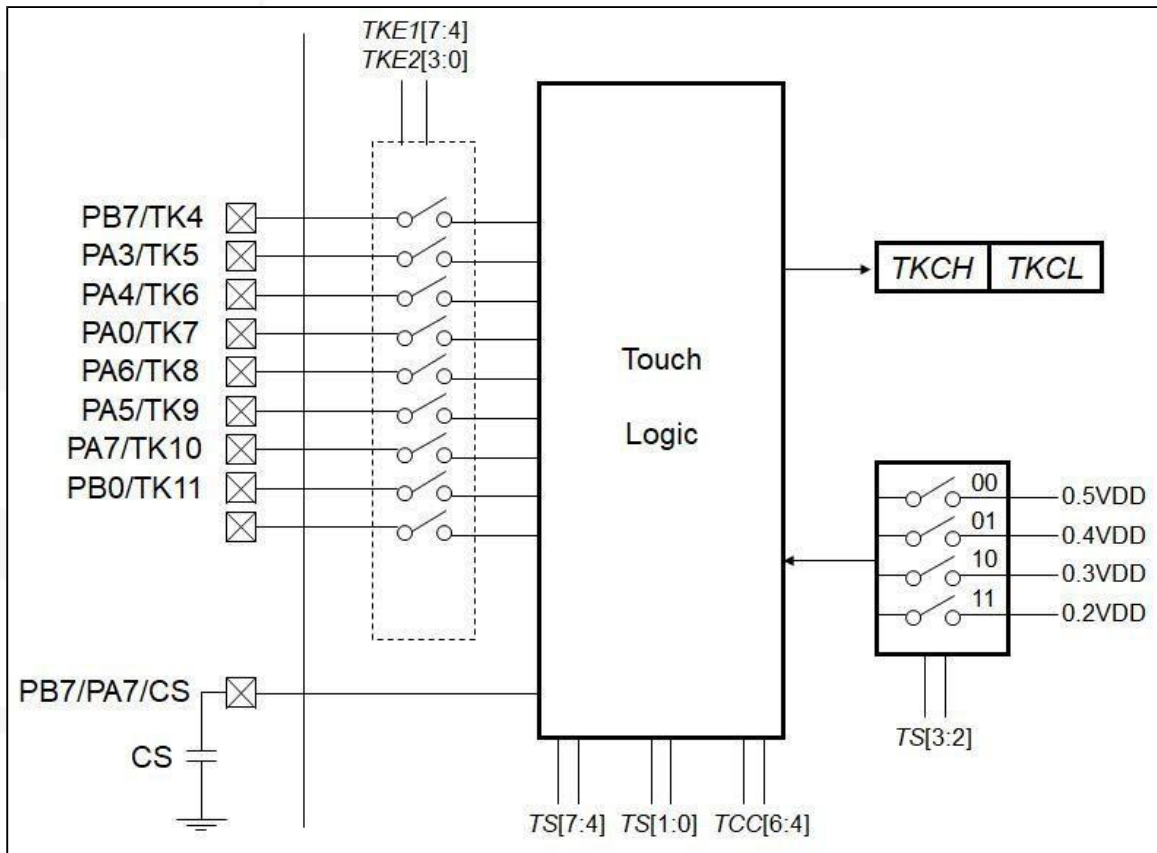 TKE1[7:4]
TKE2[3:0]
PB7/TK4
PA3/TK5
PA4/TK6
PA0/TK7
PA6/TK8
PA5/TK9
PA7/TK10
PB0/TK11
PB7/PA7/CS
CS
Touch
Logic
TKCH TKCL
00 0.5VDD
01 0.4VDD
10 0.3VDD
11 0.2VDD
TS[3:2]
TS[7:4] TS[1:0] TCC[6:4]